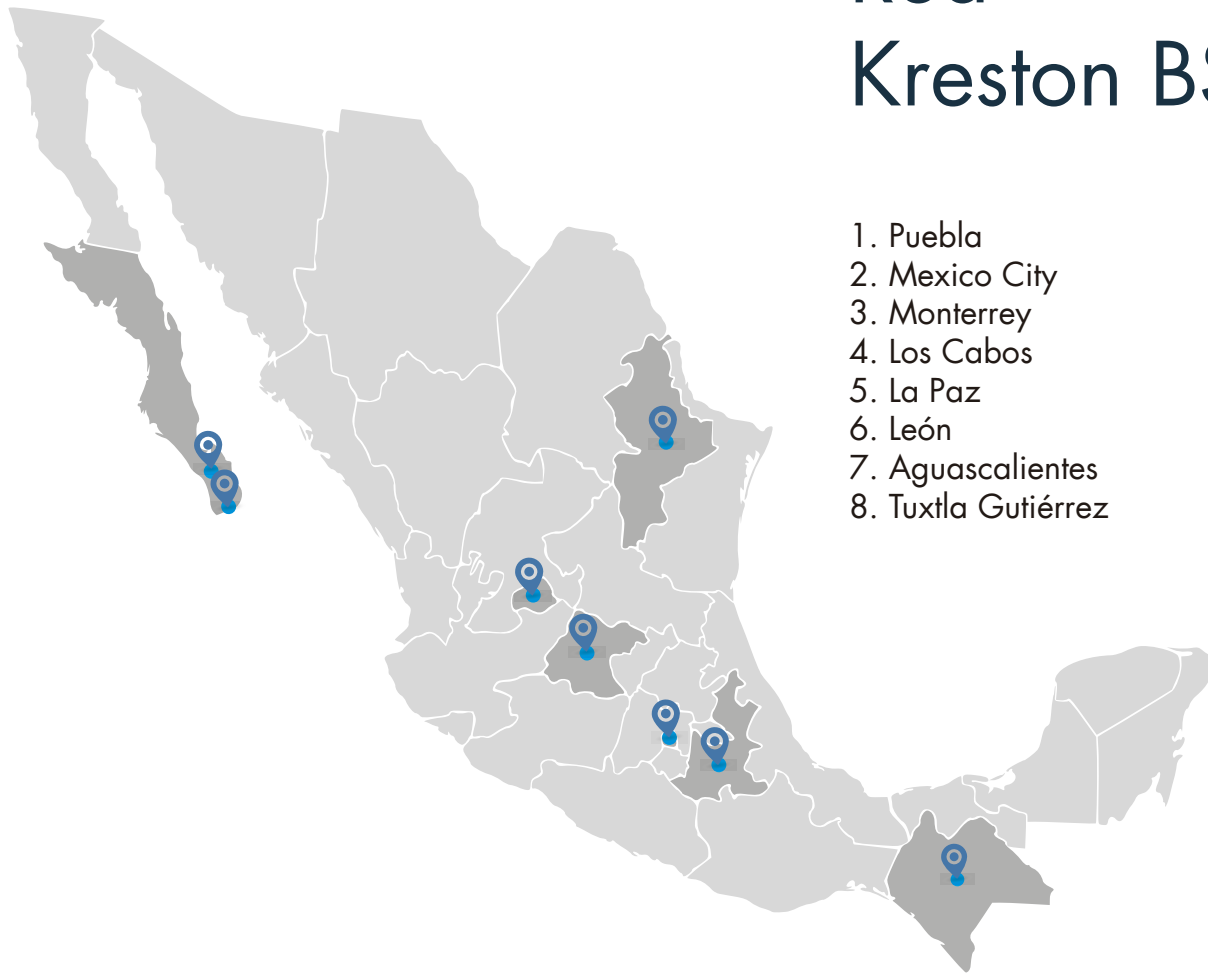 Kreston
1. Puebla
2. Mexico City
3. Monterrey
4. Los Cabos
5. La Paz
6. León
7. Aguascalientes
8. Tuxtla Gutiérrez